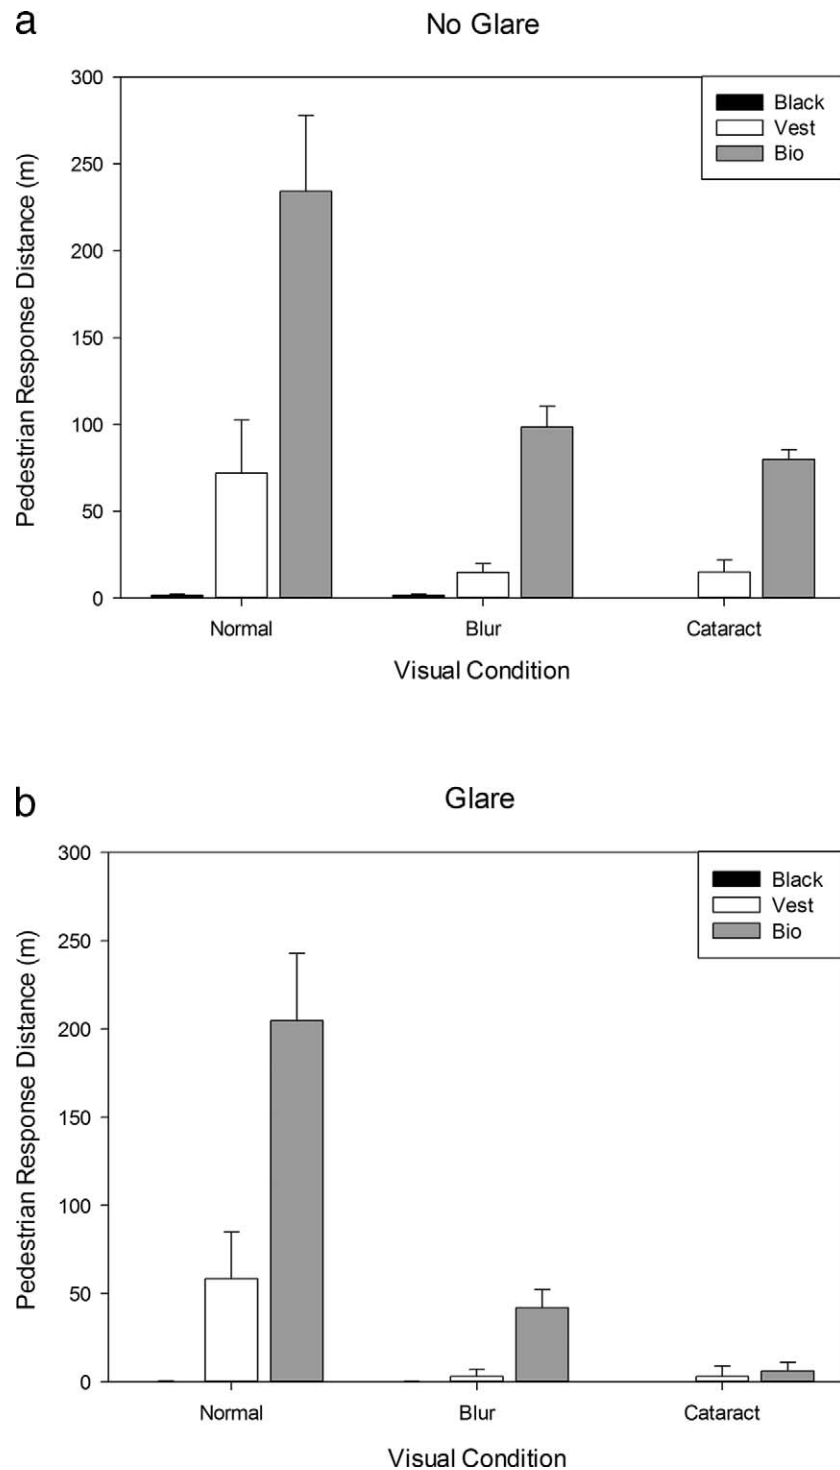 a
No Glare
300
250
200
150
100
50
0
Pedestrian Response Distance (m)
Black
Vest
Bio
Normal Blur Cataract
Visual Condition
b
Glare
300
250
200
150
100
50
0
Pedestrian Response Distance (m)
Black
Vest
Bio
Normal Blur Cataract
Visual Condition